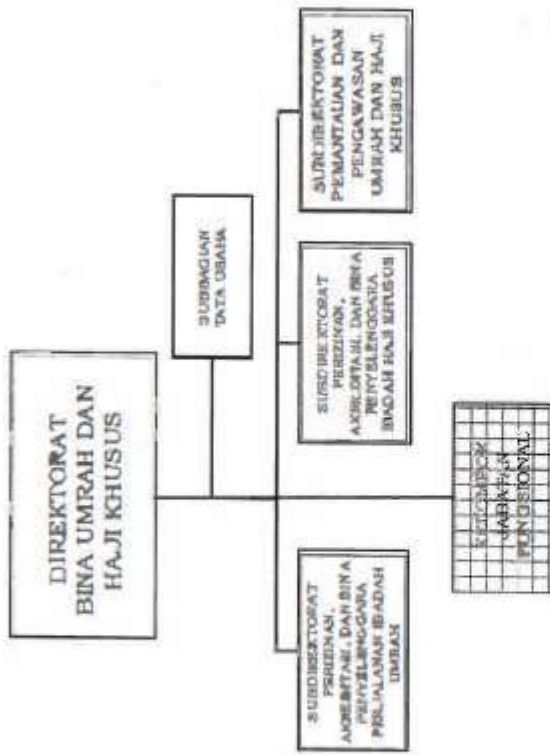 DIREKTORAT
BINA UMRAH DAN
HAJI KHUSUS
SUBBAGIAN
TATA USAHA
SUBDIREKTORAT
PERIZINAN,
AKREDITASI, DAN BINA
PENYELENGGARA
PERJALANAN IBADAH
UMRAH
SUBDIREKTORAT
PERIZINAN,
AKREDITASI, DAN BINA
PENYELENGGARA
IBADAH HAJI KHUSUS
SUBDIREKTORAT
PEMANTAUAN DAN
PENGAWASAN
UMRAH DAN HAJI
KHUSUS
KELOMPOK
JABATAN
FUNGSIONAL